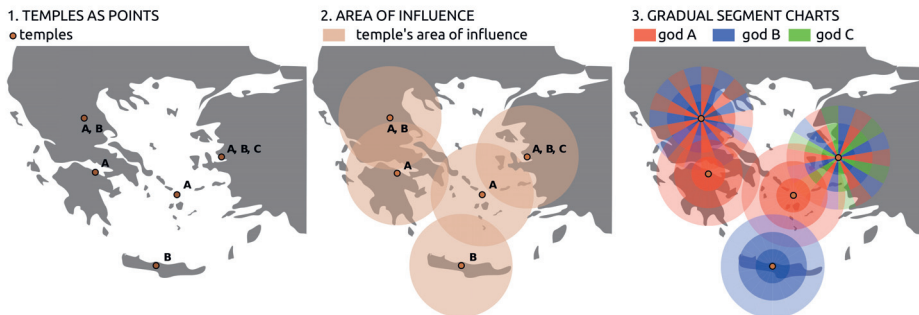 1. TEMPLES AS POINTS
temples
A, B
A
A, B, C
A
B
2. AREA OF INFLUENCE
temple's area of influence
A, B
A
A, B, C
A
B
3. GRADUAL SEGMENT CHARTS
god A god B god C